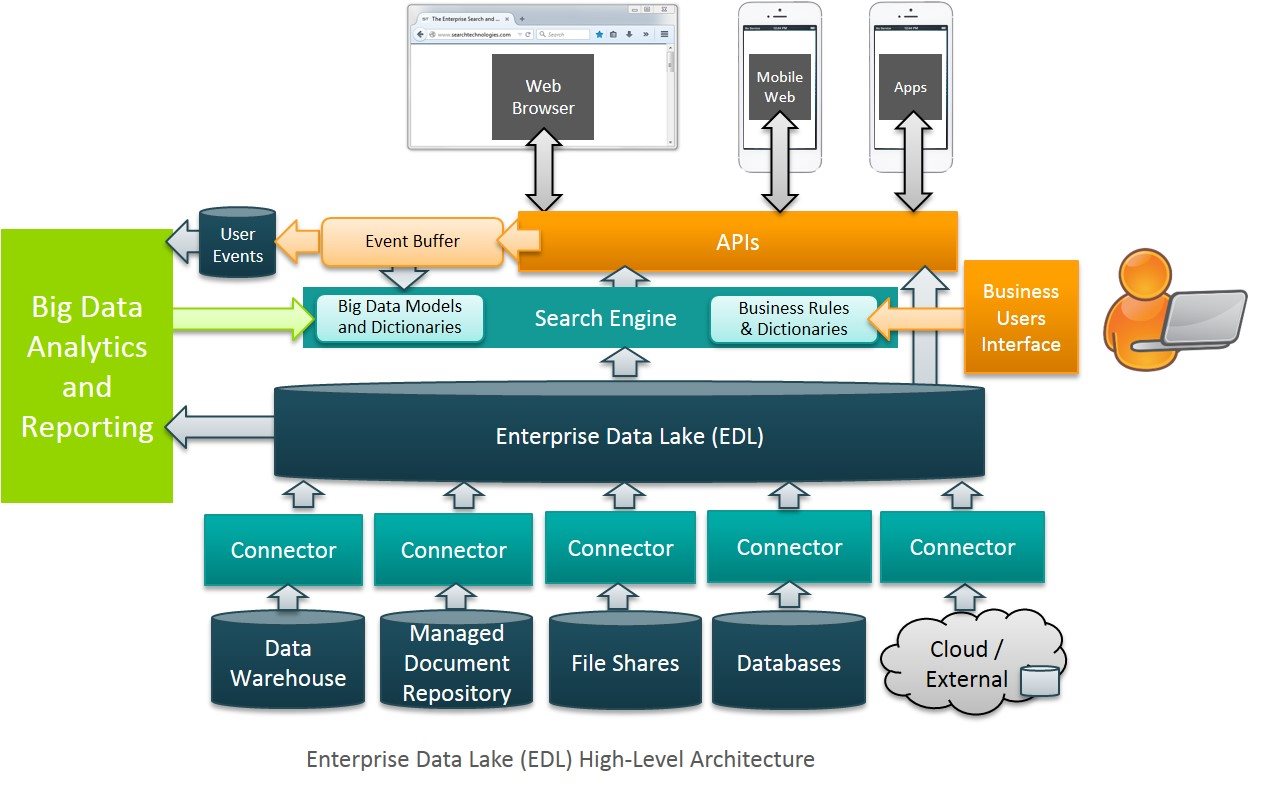 The Enterprise Search and ...
www.searchtechnologies.com
Search
Web
Browser
Mobile
Web
Apps
User
Events
Event Buffer
APIs
Big Data
Analytics
and
Reporting
Big Data Models
and Dictionaries
Search Engine
Business Rules
& Dictionaries
Business
Users
Interface
Enterprise Data Lake (EDL)
Connector
Connector
Connector
Connector
Connector
Data
Warehouse
Managed
Document
Repository
File Shares
Databases
Cloud /
External
Enterprise Data Lake (EDL) High-Level Architecture